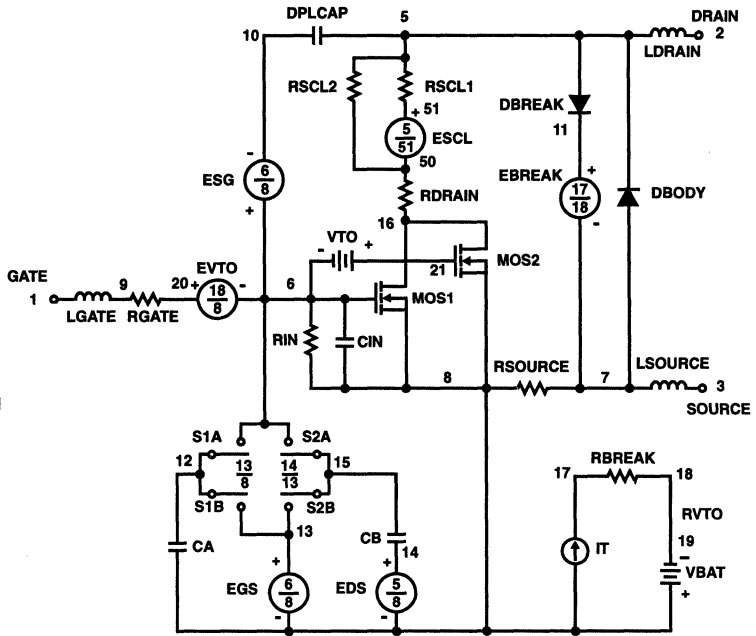 DPLCAP 5 DRAIN
10 2
LDRAIN
RSCL2 RSCL1
+ 51
DBREAK
5
51 ESCL
11
50
- +
ESG 6
8
RDRAIN EBREAK 17
18
DBODY
+ 16 -
VTO
- +
MOS2
GATE EVTO 21
1 9 20 + 18
8 - 6
MOS1
LGATE RGATE
RIN CIN
RSOURCE LSOURCE
8 7 3
SOURCE
S1A S2A
12 13
8 14
13 15
17 RBREAK 18
S1B S2B
13 RVTO
CB 19
CA 14 IT -
+ + VBAT
EGS 6
8 EDS 5
8 +
- -